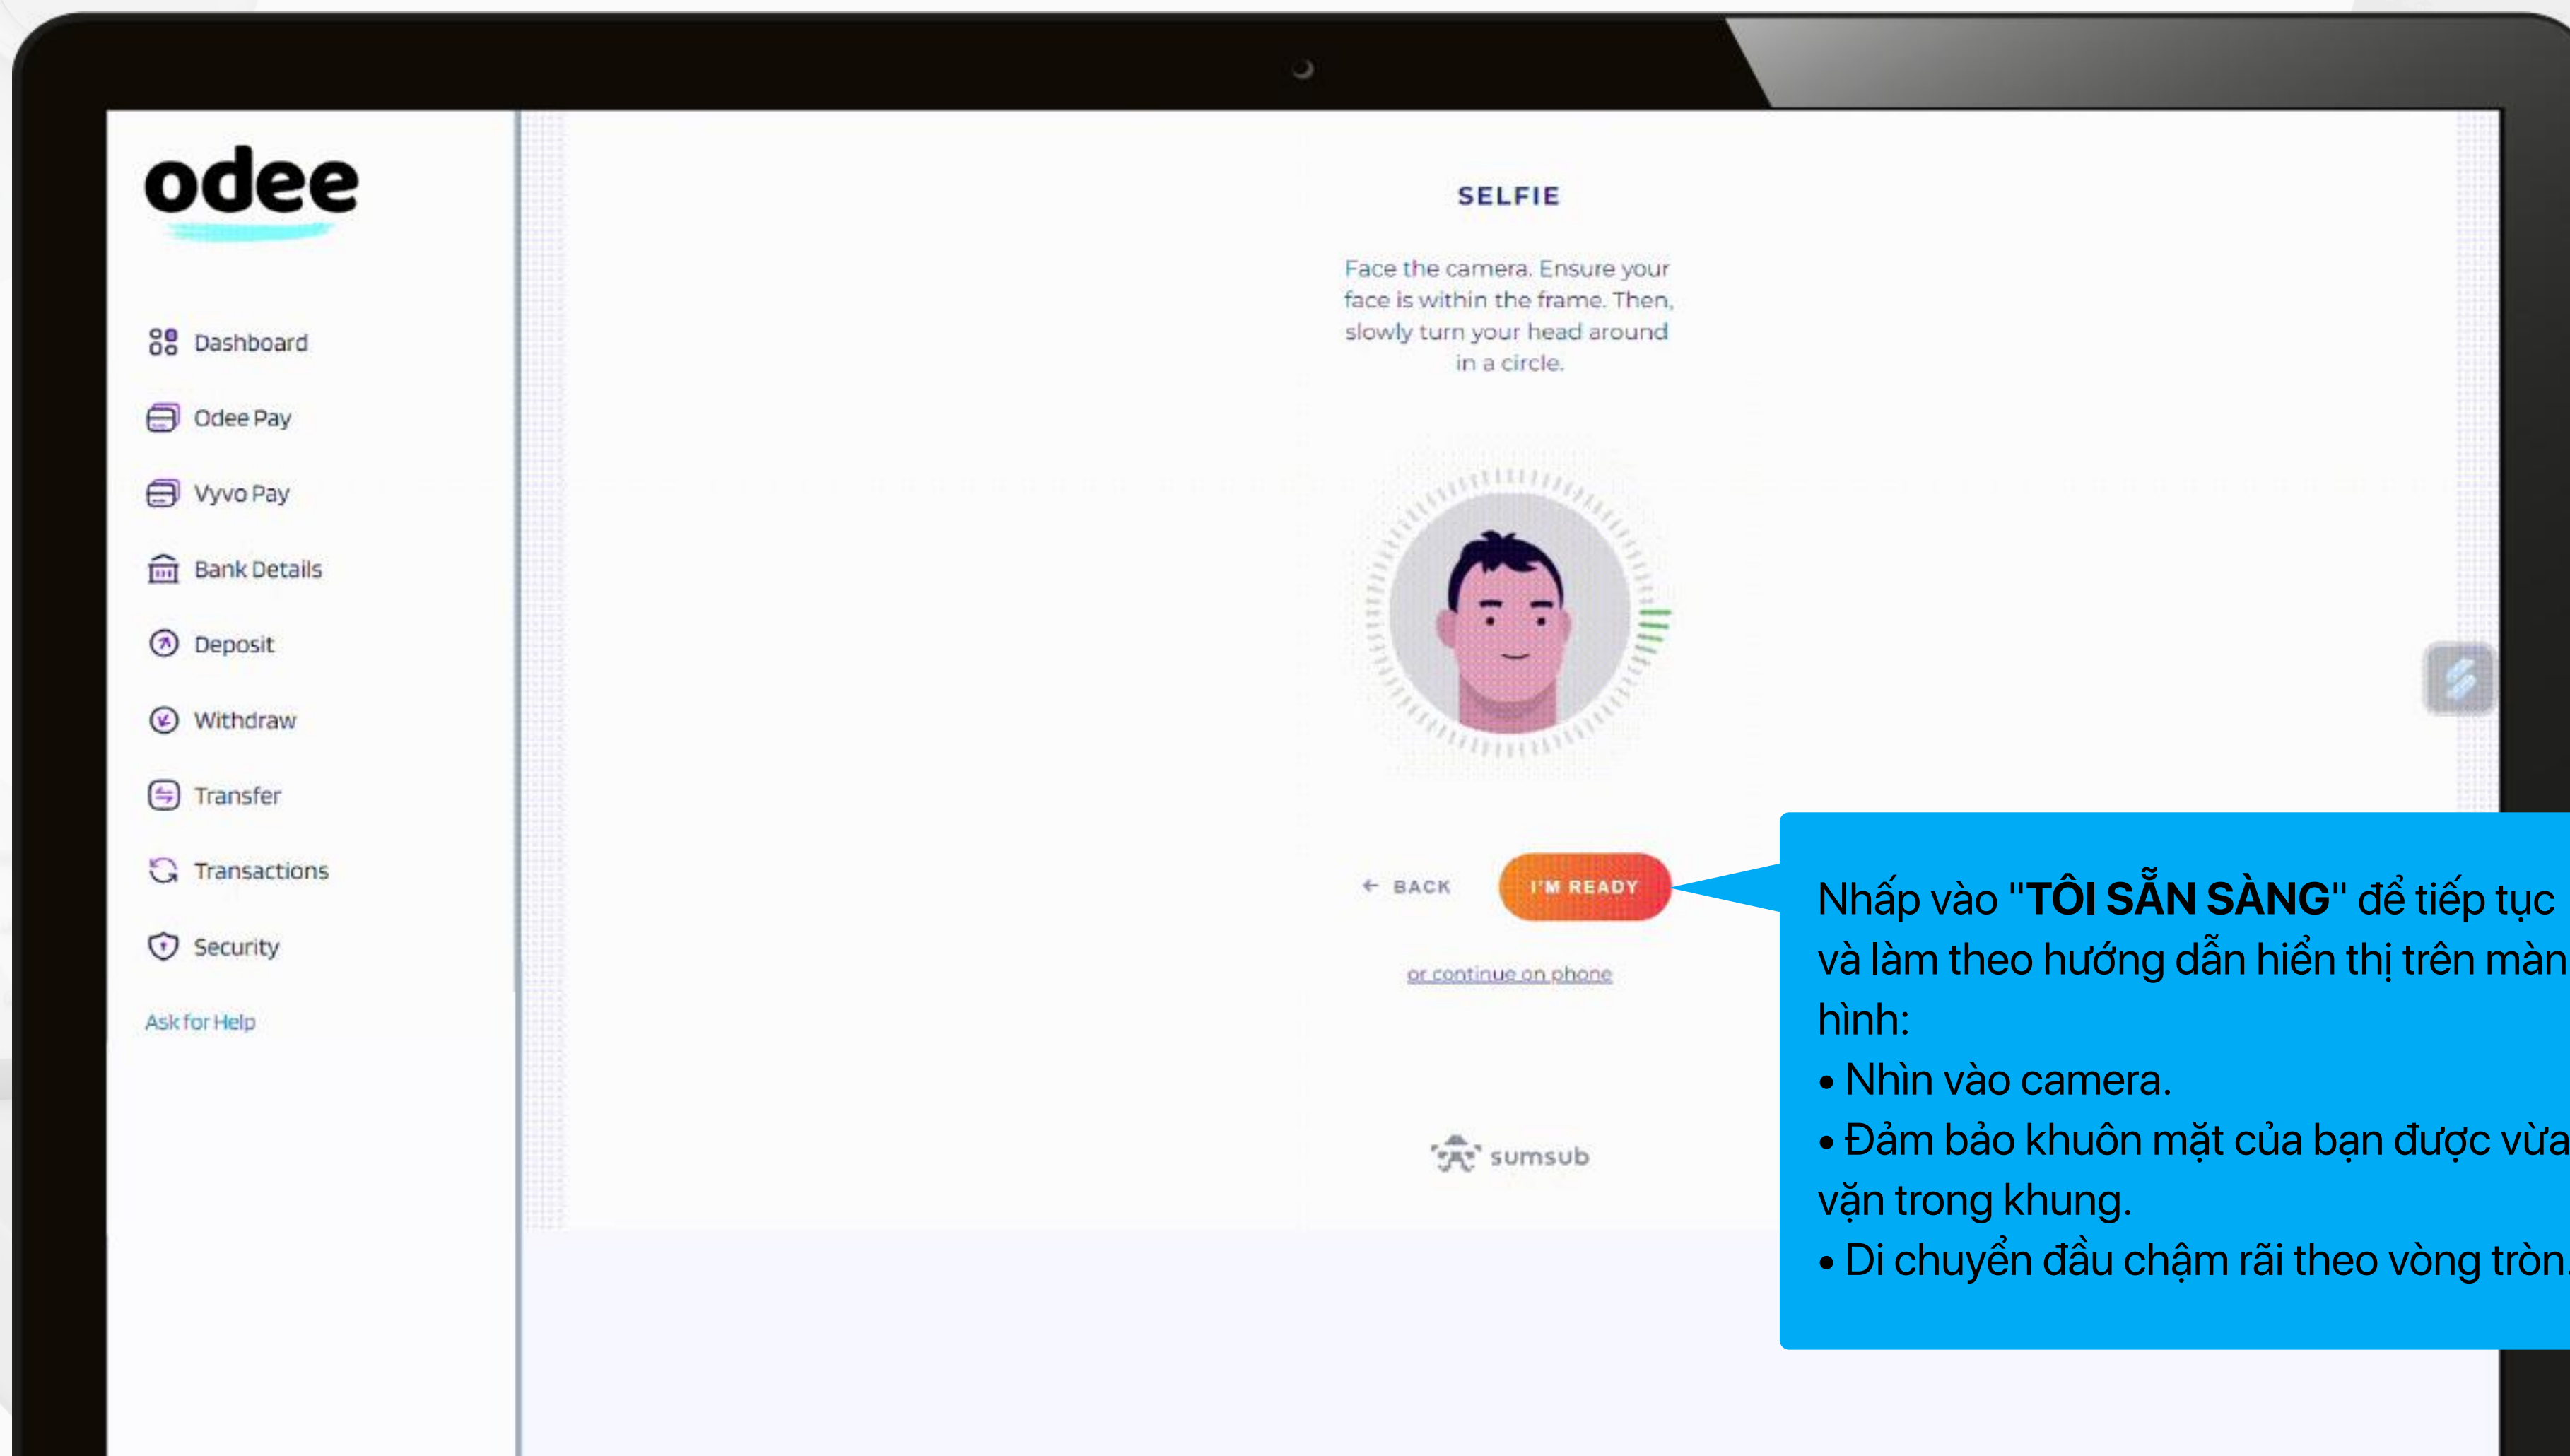 odee
Dashboard
Odee Pay
Vyvo Pay
Bank Details
Deposit
Withdraw
Transfer
Transactions
Security
Ask for Help
SELFIE
Face the camera. Ensure your
face is within the frame. Then,
slowly turn your head around
in a circle.
← BACK
I'M READY
or continue on phone
sumsub
Nhấp vào "TÔI SẴN SÀNG" để tiếp tục
và làm theo hướng dẫn hiển thị trên màn
hình:
• Nhìn vào camera.
• Đảm bảo khuôn mặt của bạn được vừa
vặn trong khung.
• Di chuyển đầu chậm rãi theo vòng tròn.